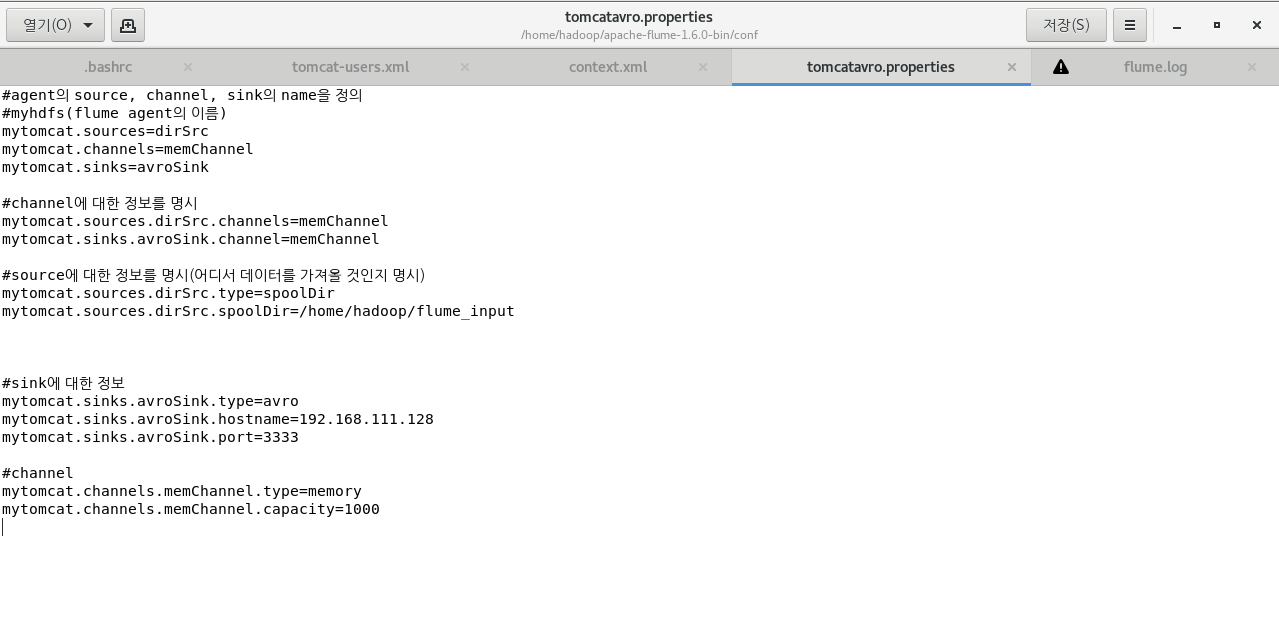 열기(O)
tomcatavro.properties
/home/hadoop/apache-flume-1.6.0-bin/conf
저장(S)
.bashrc
tomcat-users.xml
context.xml
tomcatavro.properties
flume.log
#agent의 source, channel, sink의 name을 정의
#myhdfs(flume agent의 이름)
mytomcat.sources=dirSrc
mytomcat.channels=memChannel
mytomcat.sinks=avroSink
#channel에 대한 정보를 명시
mytomcat.sources.dirSrc.channels=memChannel
mytomcat.sinks.avroSink.channel=memChannel
#source에 대한 정보를 명시(어디서 데이터를 가져올 것인지 명시)
mytomcat.sources.dirSrc.type=spoolDir
mytomcat.sources.dirSrc.spoolDir=/home/hadoop/flume_input
#sink에 대한 정보
mytomcat.sinks.avroSink.type=avro
mytomcat.sinks.avroSink.hostname=192.168.111.128
mytomcat.sinks.avroSink.port=3333
#channel
mytomcat.channels.memChannel.type=memory
mytomcat.channels.memChannel.capacity=1000